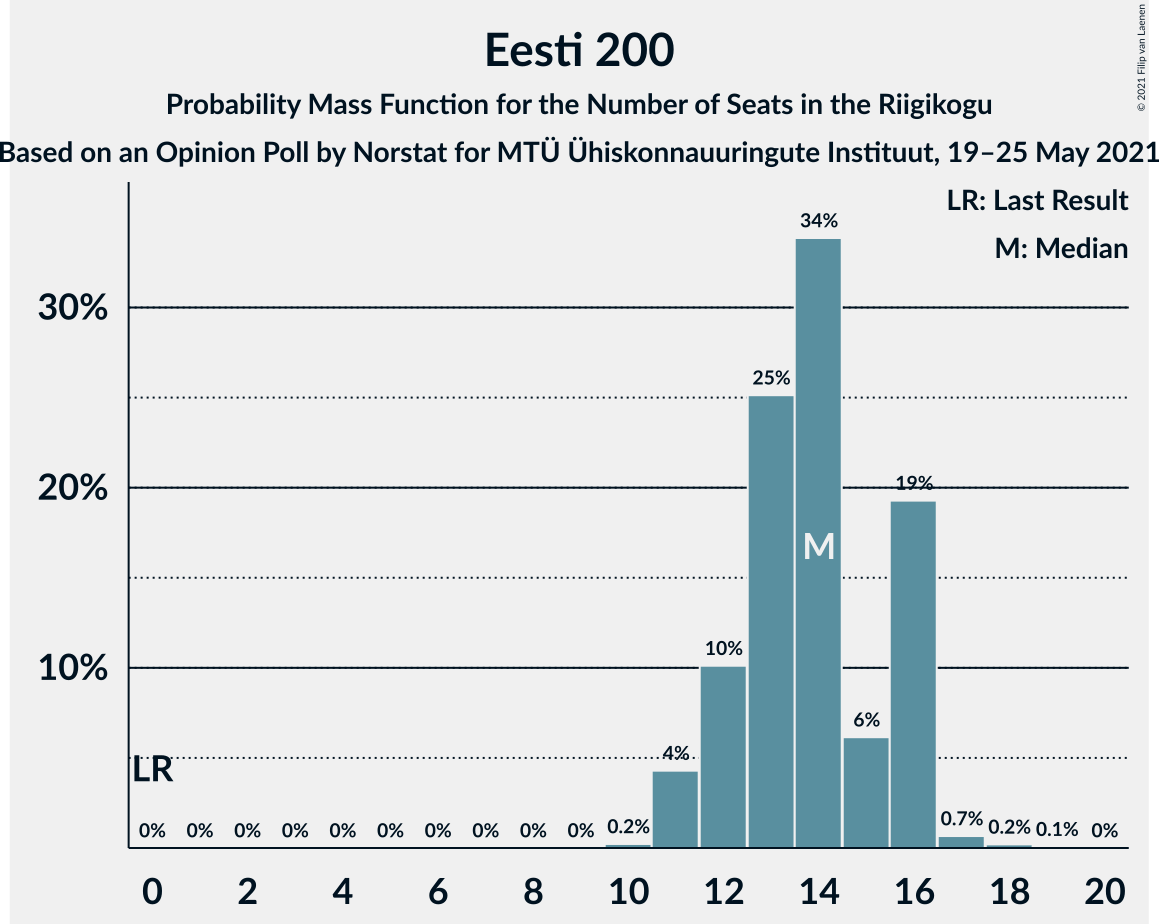 Eesti 200
Probability Mass Function for the Number of Seats in the Riigikogu
Based on an Opinion Poll by Norstat for MTÜ Ühiskonnauuringute Instituut, 19–25 May 2021
© 2021 Filip van Laenen
LR: Last Result
M: Median
34%
30%
25%
20%
19%
M
10%
10%
6%
4%
LR
0% 0% 0% 0% 0% 0% 0% 0% 0% 0% 0.2% 0.7% 0.2% 0.1% 0%
0 2 4 6 8 10 12 14 16 18 20